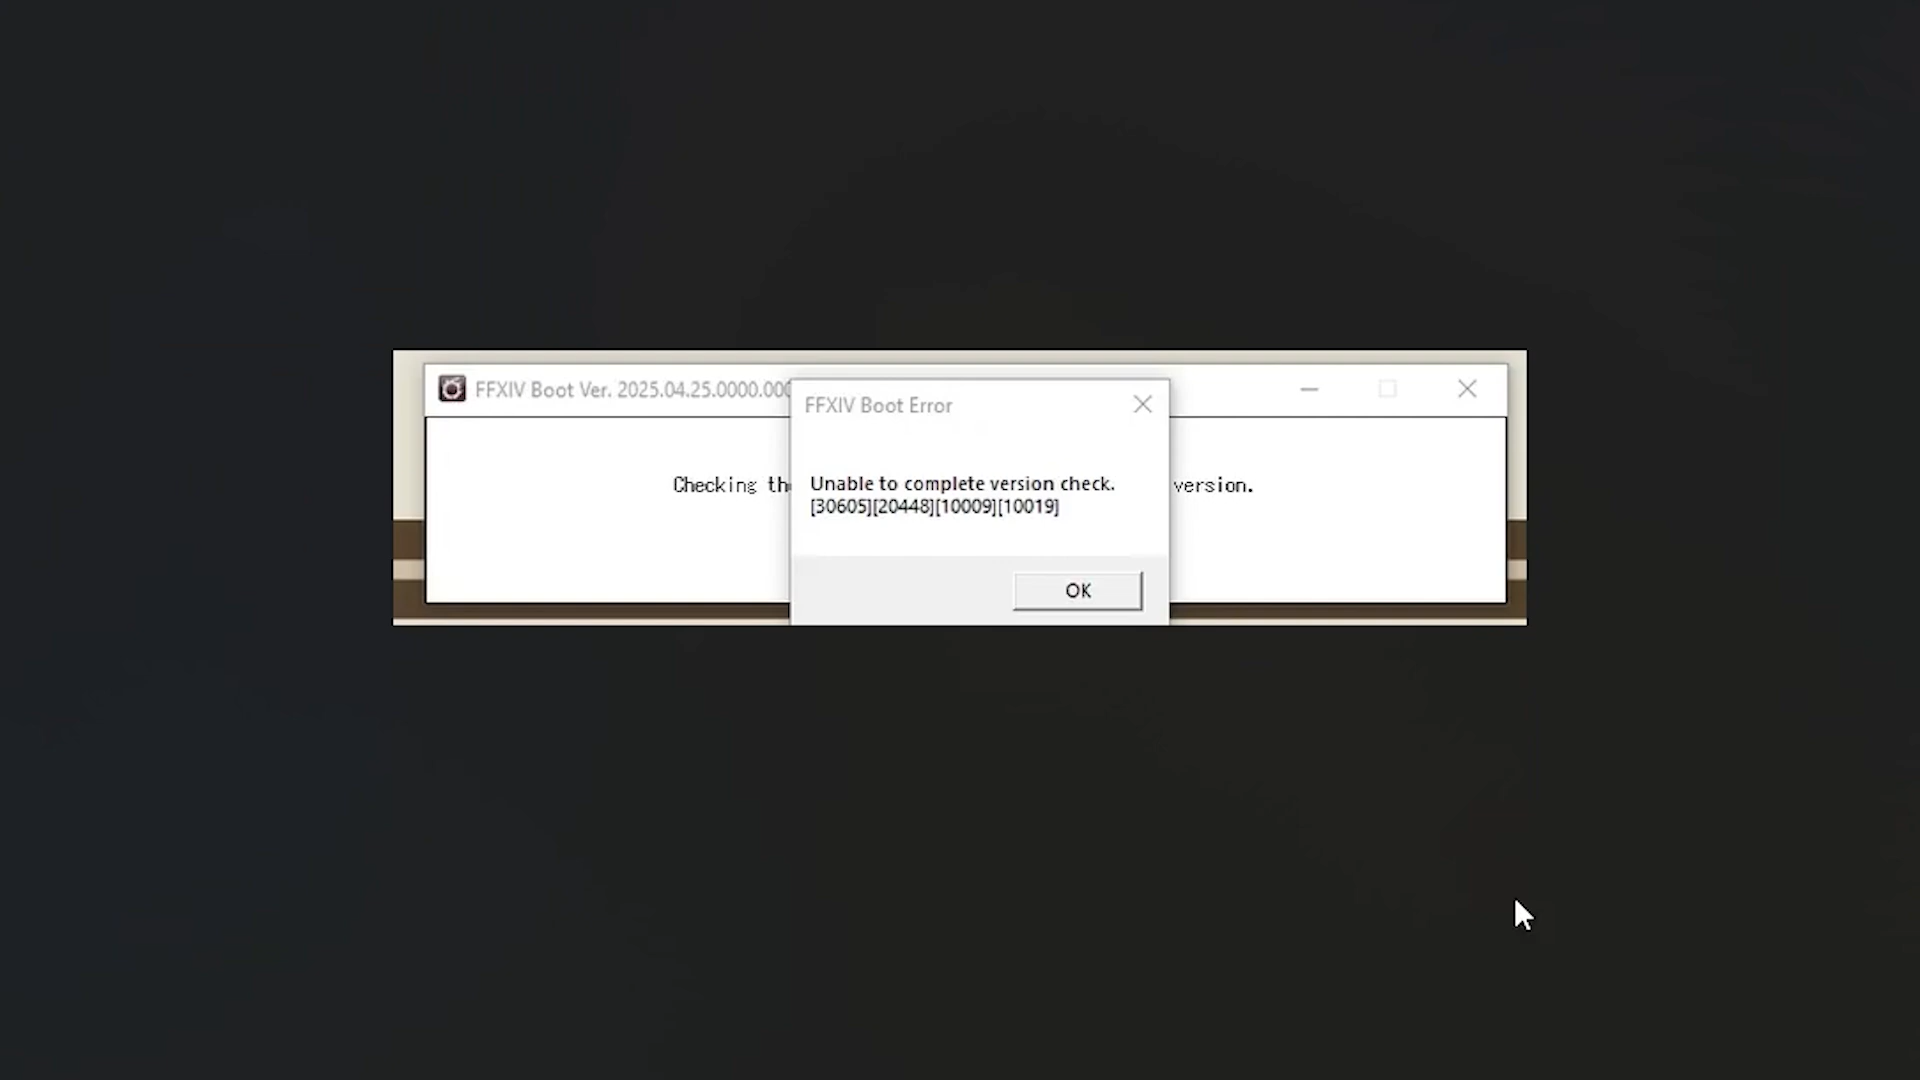 FFXIV Boot Ver. 2025.04.25.0000.000
FFXIV Boot Error
Checking th
version.
Unable to complete version check.
[30605][20448][10009][10019]
OK